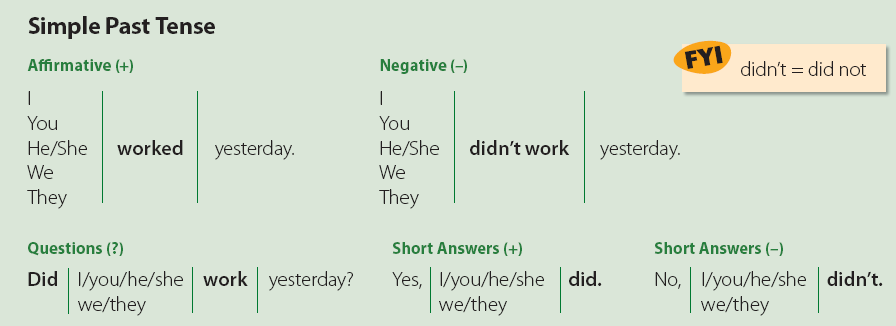 Simple Past Tense
FYI
didn't = did not
Affirmative (+)
I
You
He/She worked yesterday.
We
They
Negative (–)
I
You
He/She didn't work yesterday.
We
They
Questions (?)
Did I/you/he/she work yesterday?
we/they
Short Answers (+)
Yes, I/you/he/she did.
we/they
Short Answers (–)
No, I/you/he/she didn't.
we/they